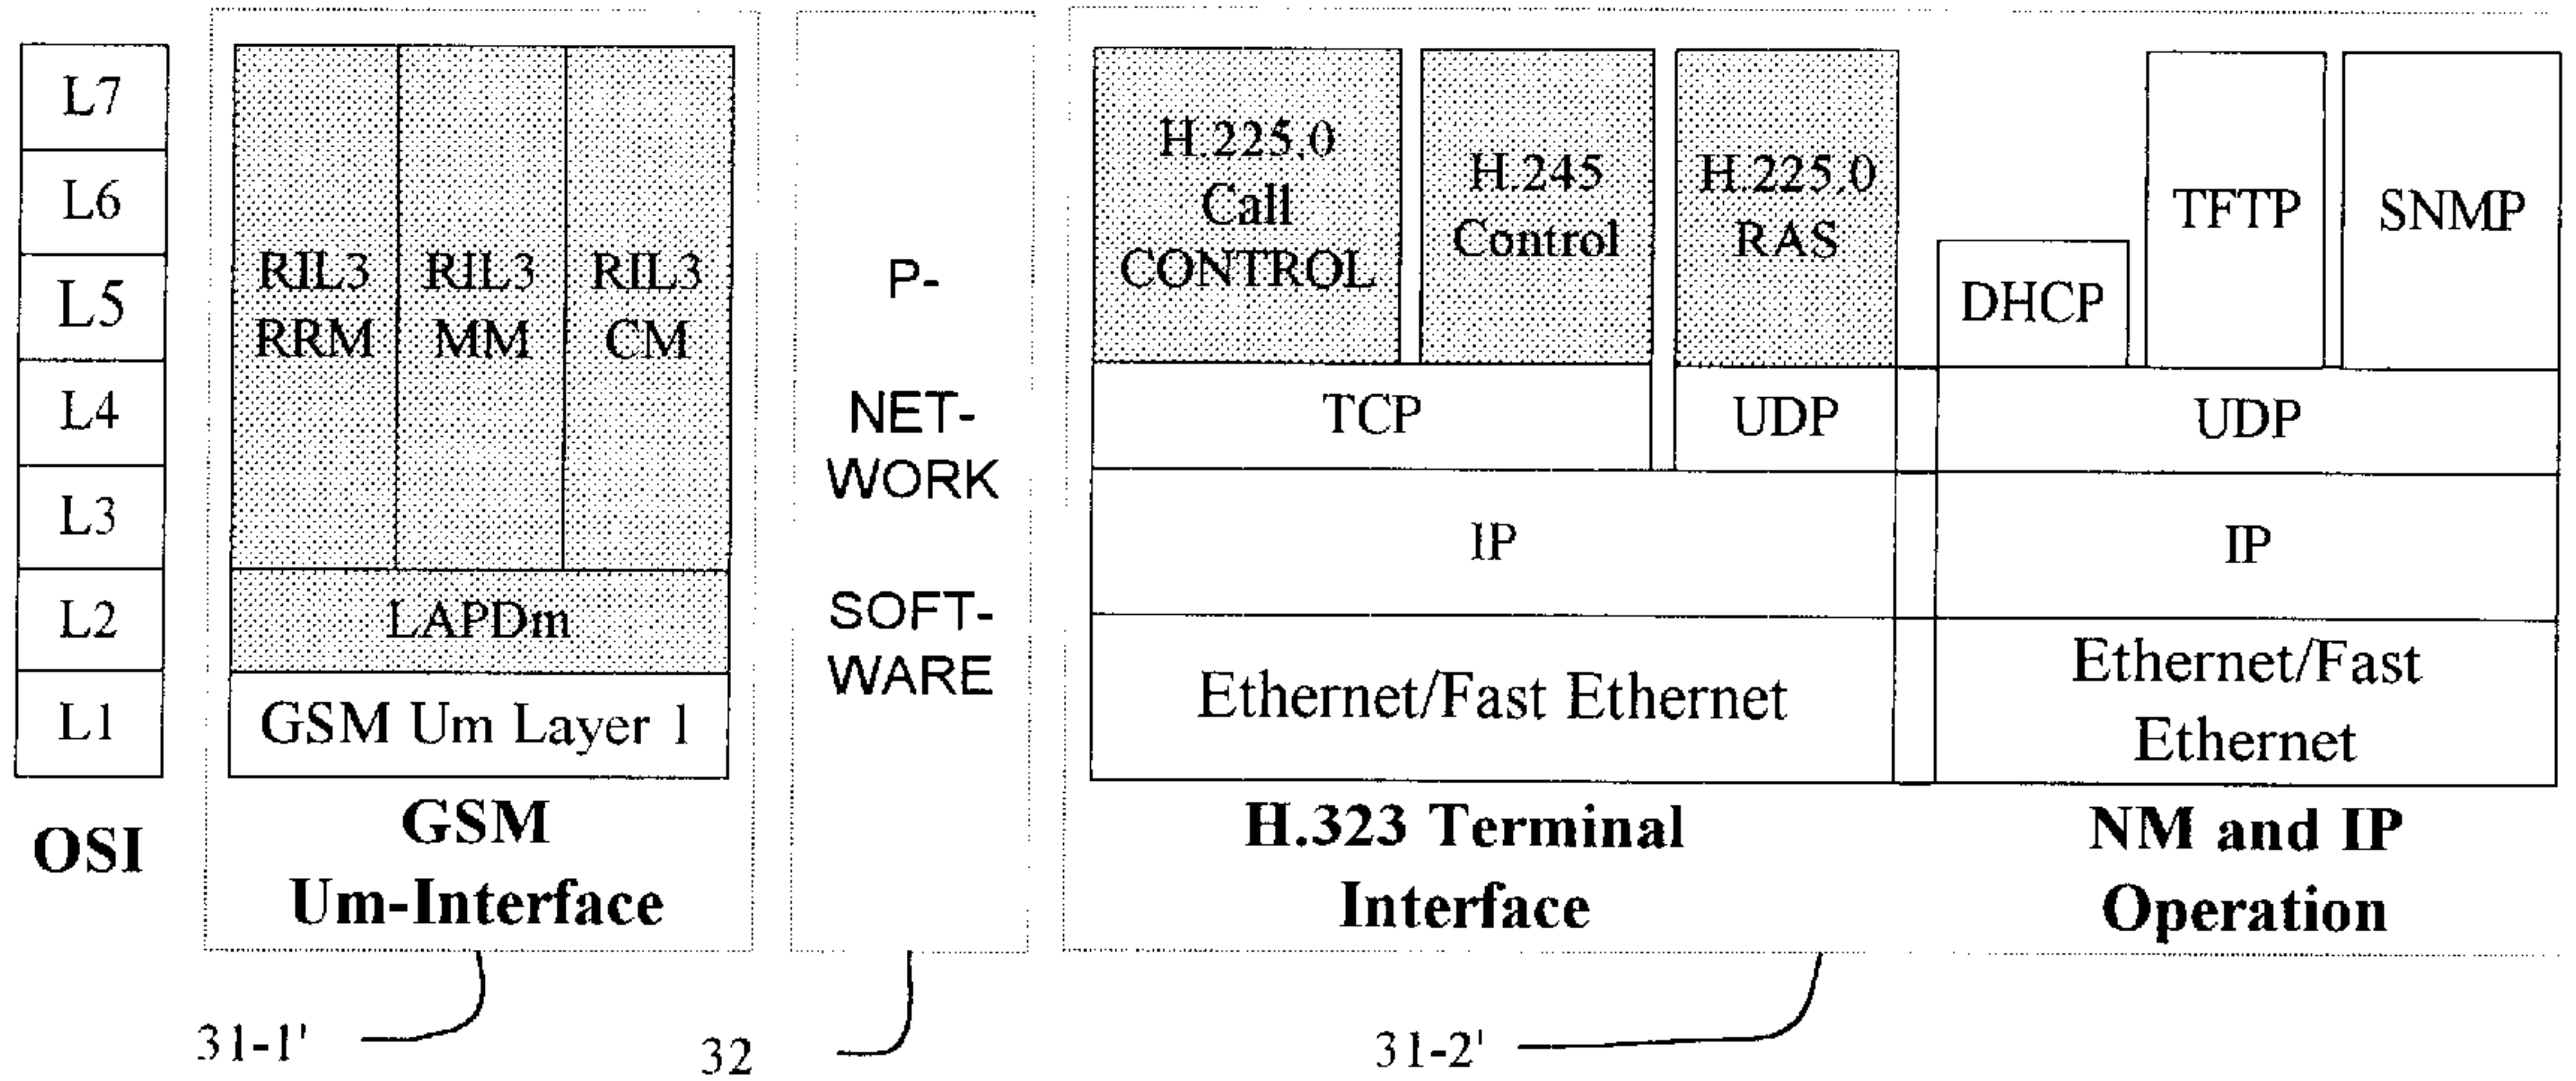 L7
L6
L5
L4
L3
L2
L1
OSI
RIL3
RRM
RIL3
MM
RIL3
CM
LAPDm
GSM Um Layer 1
GSM
Um-Interface
P-
NET-
WORK
SOFT-
WARE
H.225.0
Call
CONTROL
H.245
Control
H.225.0
RAS
TCP
UDP
IP
Ethernet/Fast Ethernet
H.323 Terminal
Interface
DHCP
TFTP
SNMP
UDP
IP
Ethernet/Fast
Ethernet
NM and IP
Operation
31-1'
32
31-2'